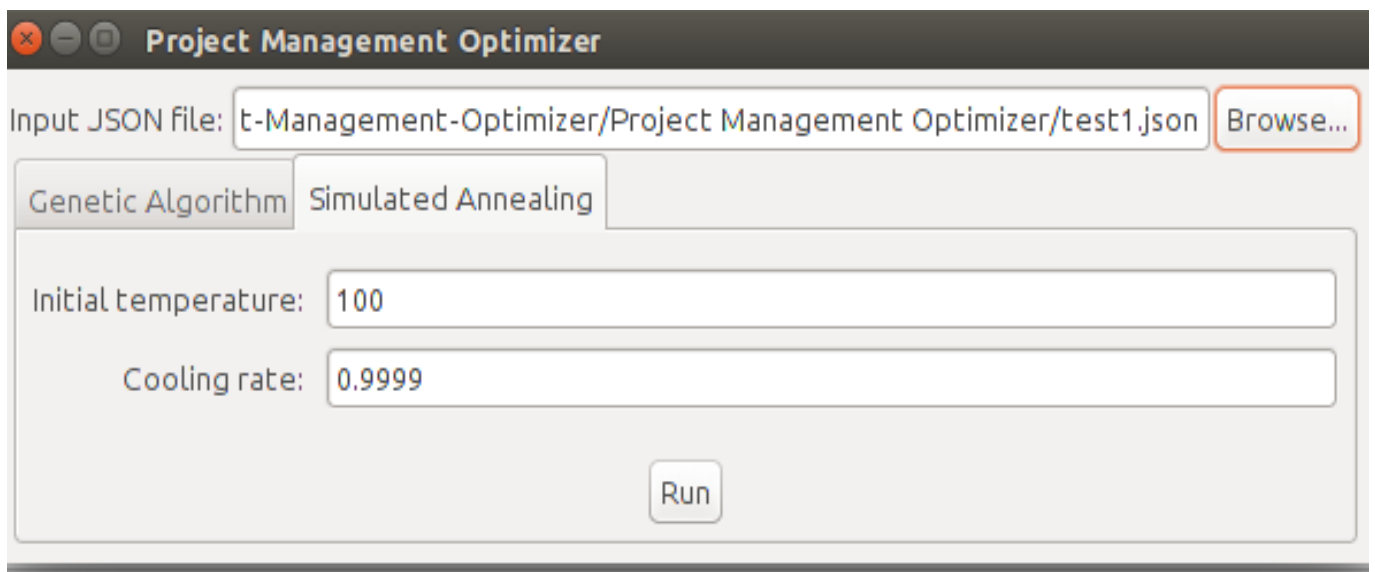 Project Management Optimizer
Input JSON file: t-Management-Optimizer/Project Management Optimizer/test1.json Browse...
Genetic Algorithm Simulated Annealing
Initial temperature: 100
Cooling rate: 0.9999
Run